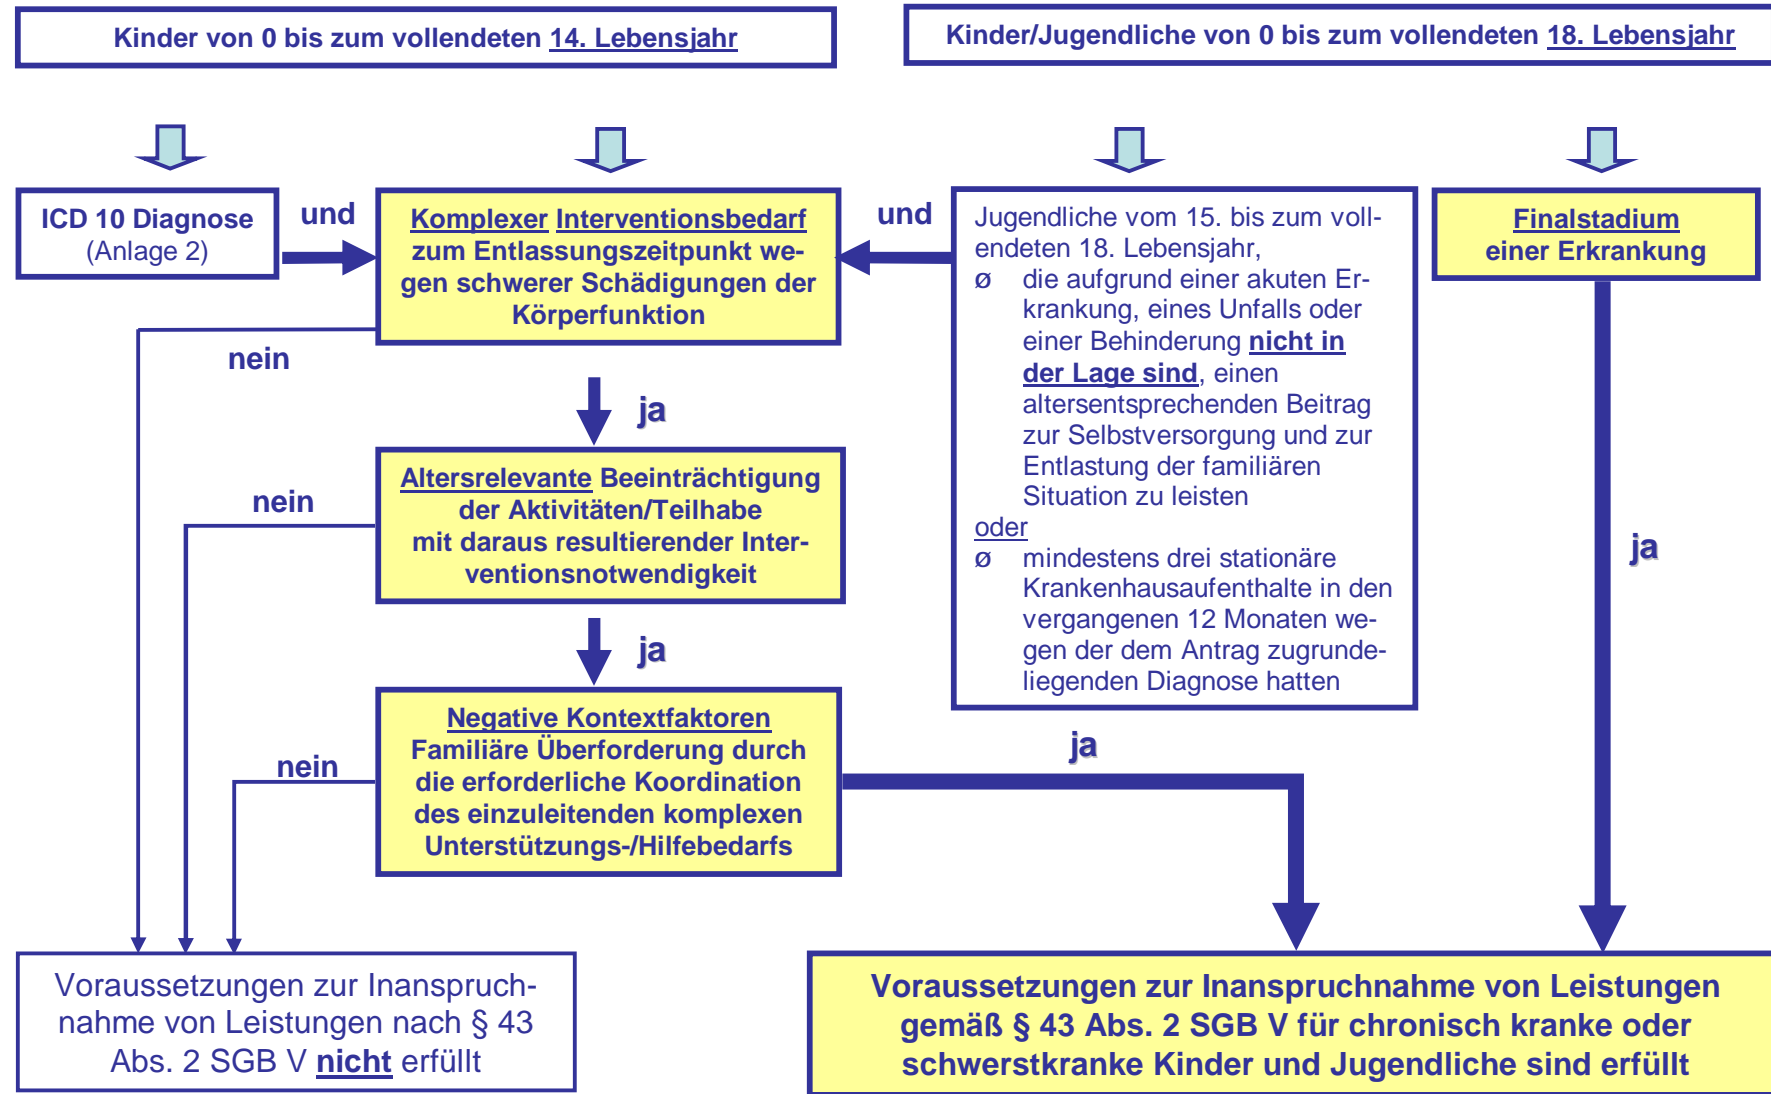 Kinder von 0 bis zum vollendeten 14. Lebensjahr
Kinder/Jugendliche von 0 bis zum vollendeten 18. Lebensjahr
ICD 10 Diagnose
(Anlage 2)
und
Komplexer Interventionsbedarf
zum Entlassungszeitpunkt we-
gen schwerer Schädigungen der
Körperfunktion
und
Jugendliche vom 15. bis zum voll-
endeten 18. Lebensjahr,
ø die aufgrund einer akuten Er-
krankung, eines Unfalls oder
einer Behinderung nicht in
der Lage sind, einen
altersentsprechenden Beitrag
zur Selbstversorgung und zur
Entlastung der familiären
Situation zu leisten
oder
ø mindestens drei stationäre
Krankenhausaufenthalte in den
vergangenen 12 Monaten we-
gen der dem Antrag zugrunde-
liegenden Diagnose hatten
Finalstadium
einer Erkrankung
nein
ja
Altersrelevante Beeinträchtigung
der Aktivitäten/Teilhabe
mit daraus resultierender Inter-
ventionsnotwendigkeit
nein
ja
ja
Negative Kontextfaktoren
Familiäre Überforderung durch
die erforderliche Koordination
des einzuleitenden komplexen
Unterstützungs-/Hilfebedarfs
nein
ja
Voraussetzungen zur Inanspruch-
nahme von Leistungen nach § 43
Abs. 2 SGB V nicht erfüllt
Voraussetzungen zur Inanspruchnahme von Leistungen
gemäß § 43 Abs. 2 SGB V für chronisch kranke oder
schwerstkranke Kinder und Jugendliche sind erfüllt